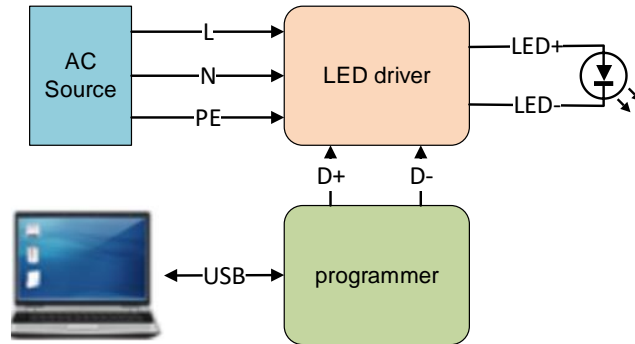 AC
Source
L
N
PE
LED driver
LED+
LED-
D+
D-
USB
programmer